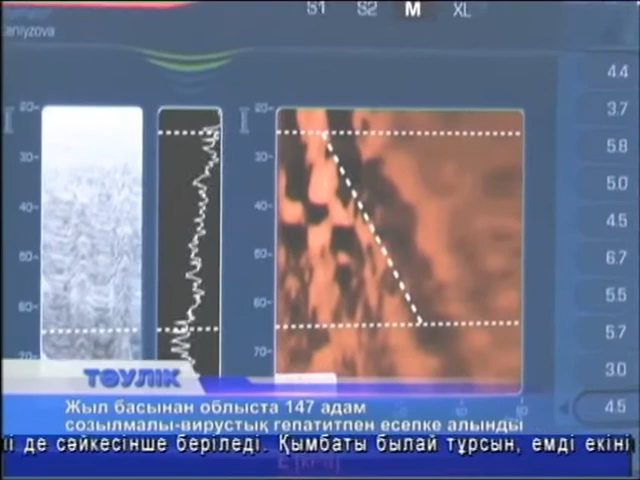 S1 S2 M XL
aniyzova
4.4
3.7
5.8
5.0
4.5
6.7
5.5
5.7
3.0
4.5
20 30 40 50 60 70
20 30 40 50 60 70
ТӘУЛІК
Жыл басынан облыста 147 адам
созылмалы-вирустық гепатитпен есепке алынды
де сәйкесінше беріледі. Қымбаты былай тұрсын, емді екінің